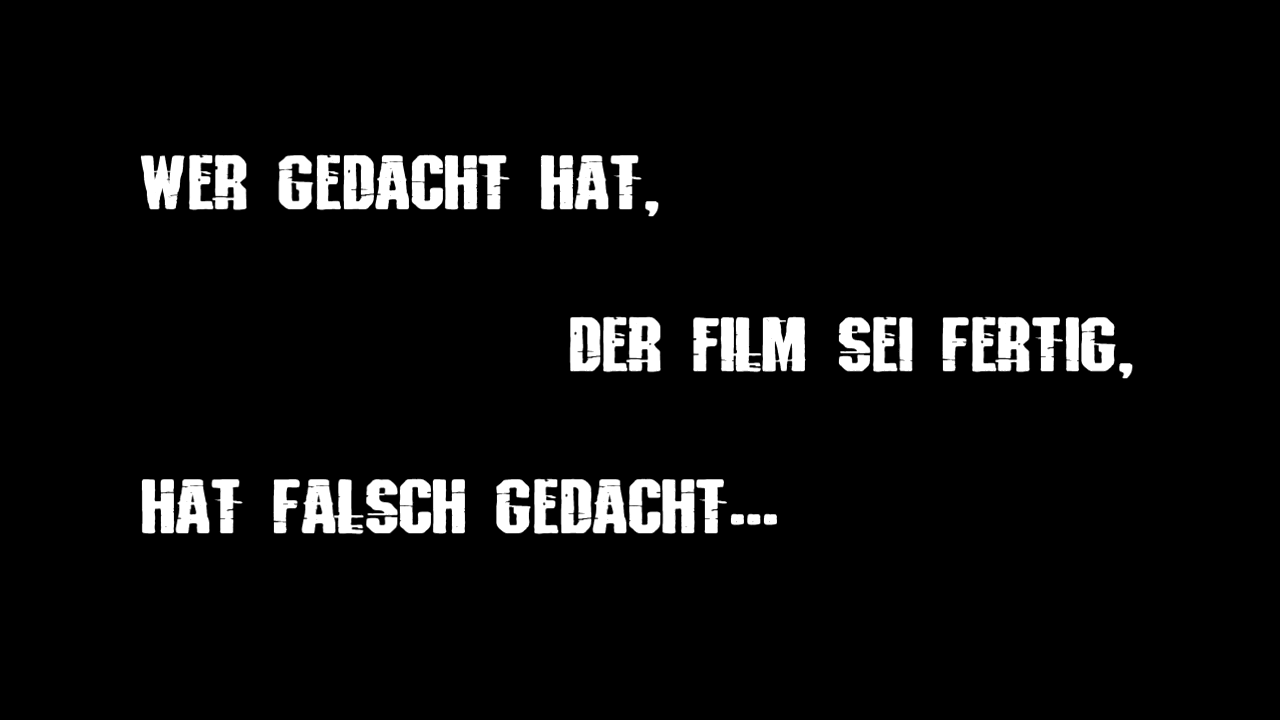 WER GEDACHT HAT,
DER FILM SEI FERTIG,
HAT FALSCH GEDACHT...